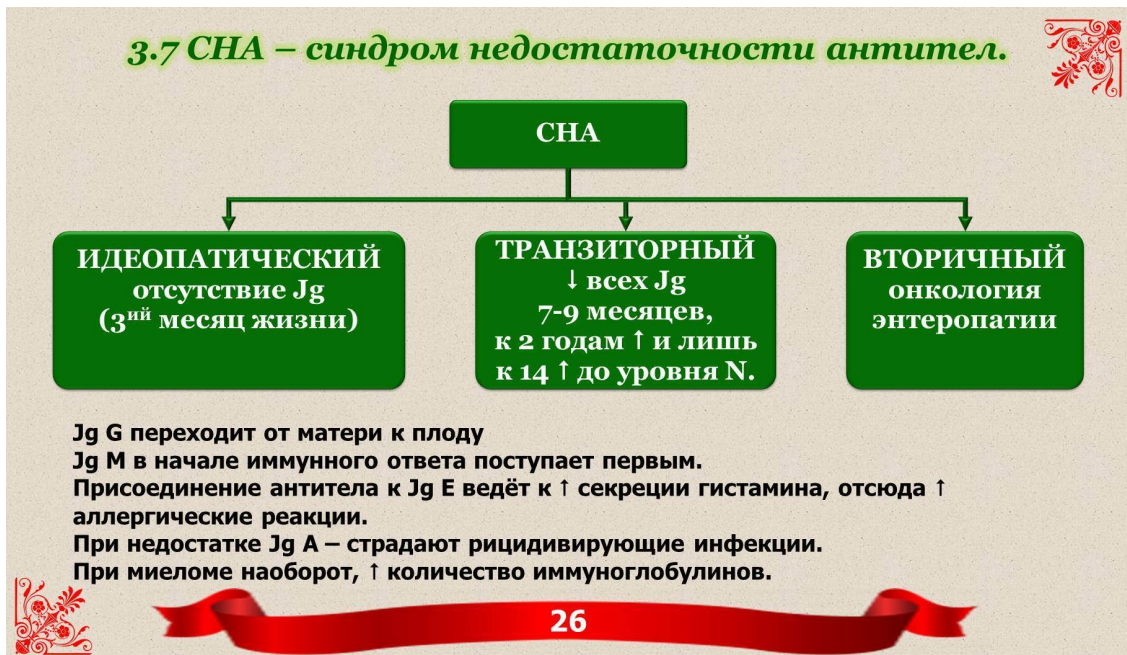 3.7 СНА – синдром недостаточности антител.
СНА
ИДЕОПАТИЧЕСКИЙ
отсутствие Jg
(3ий месяц жизни)
ТРАНЗИТОРНЫЙ
↓ всех Jg
7-9 месяцев,
к 2 годам ↑ и лишь
к 14 ↑ до уровня N.
ВТОРИЧНЫЙ
онкология
энтеропатии
Jg G переходит от матери к плоду
Jg M в начале иммунного ответа поступает первым.
Присоединение антитела к Jg E ведёт к ↑ секреции гистамина, отсюда ↑
аллергические реакции.
При недостатке Jg A – страдают рицидивирующие инфекции.
При миеломе наоборот, ↑ количество иммуноглобулинов.
26